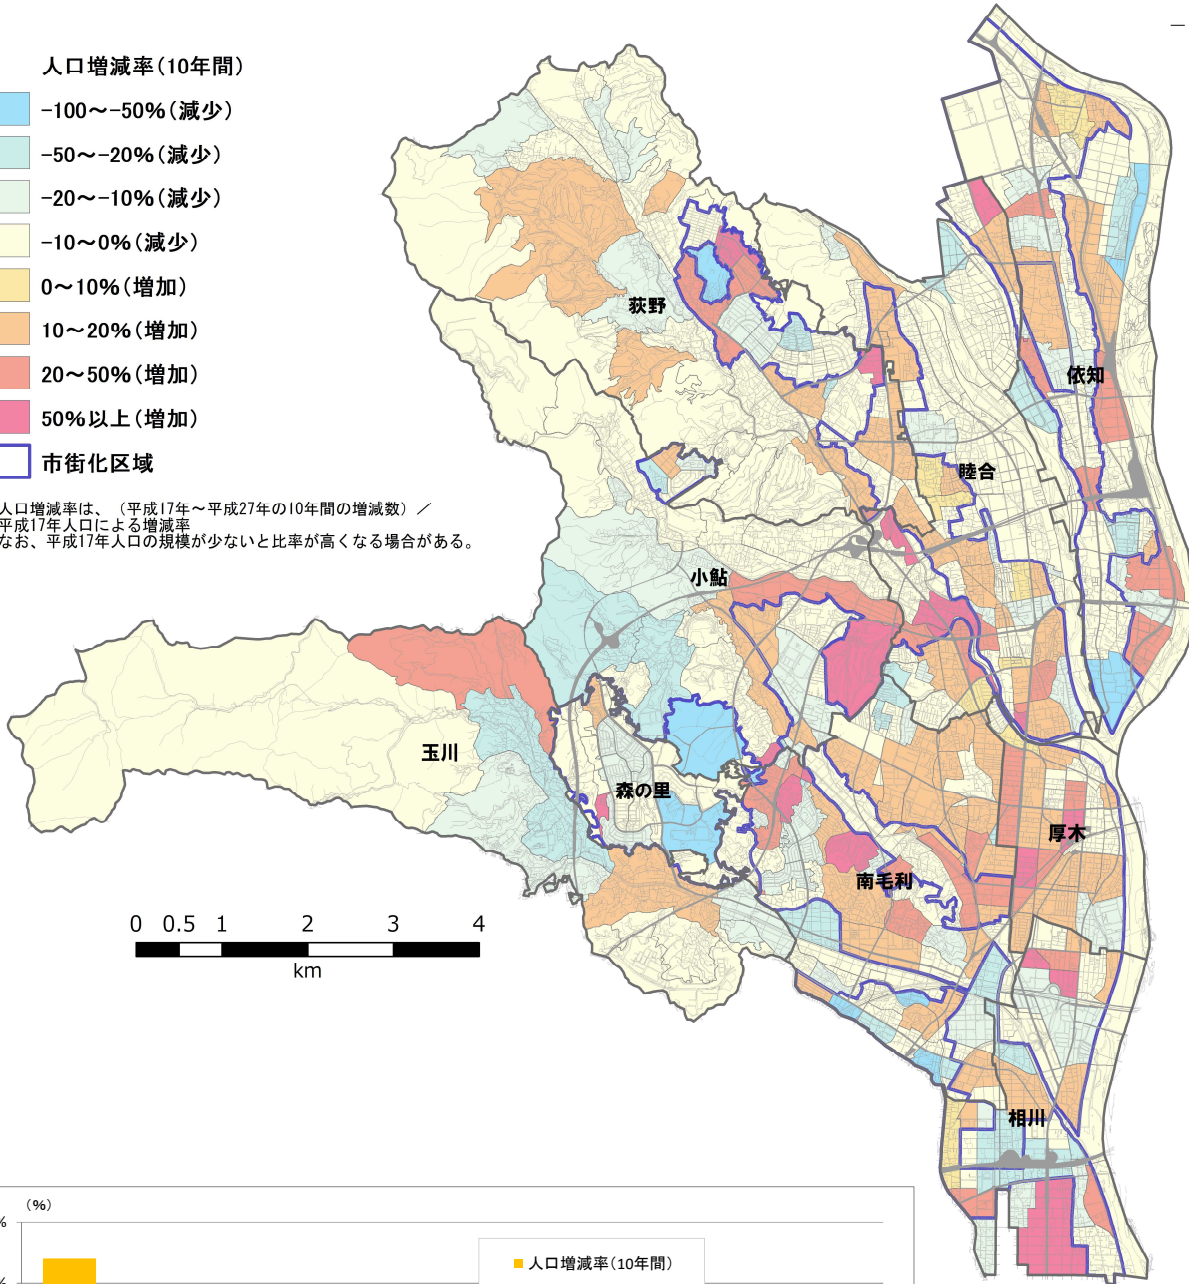 人口増減率(10年間)
-100～-50%(減少)
-50～-20%(減少)
-20～-10%(減少)
-10～0%(減少)
0～10%(増加)
10～20%(増加)
20～50%(増加)
50%以上(増加)
市街化区域
人口増減率は、（平成17年～平成27年の10年間の増減数）／
平成17年人口による増減率
なお、平成17年人口の規模が少ないと比率が高くなる場合がある。
荻野
依知
睦合
小鮎
玉川
森の里
厚木
南毛利
相川
0 0.5 1 2 3 4
km
（%）
%
人口増減率(10年間)
%